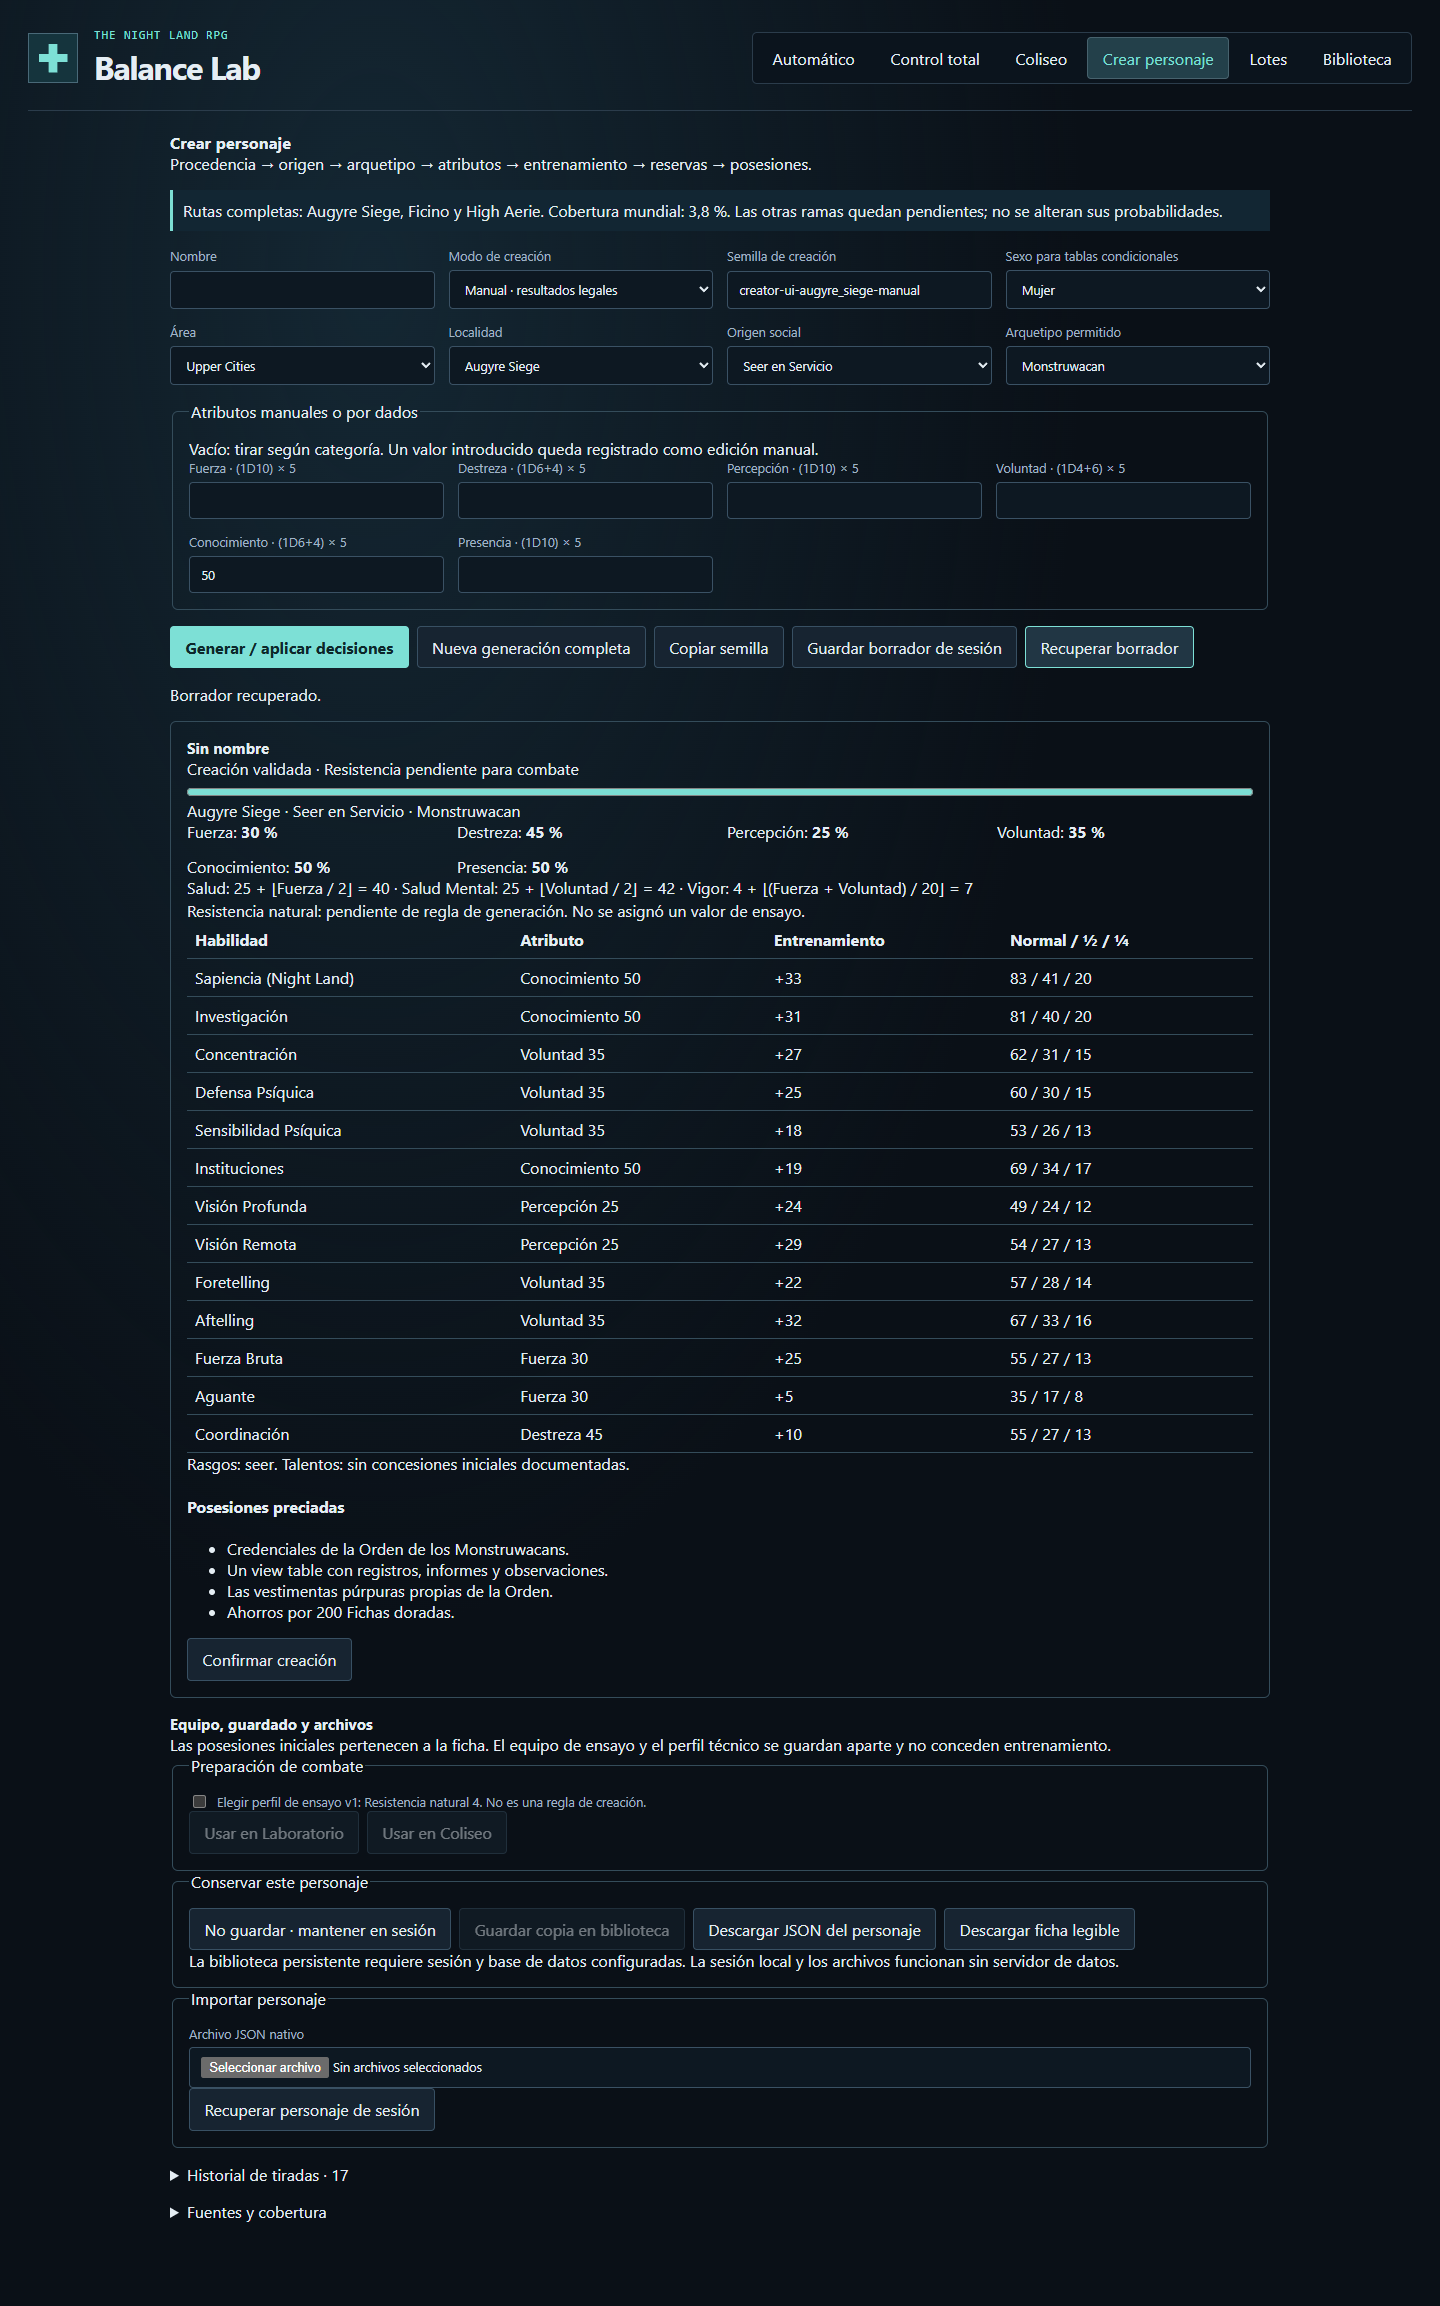 THE NIGHT LAND RPG
Balance Lab
Automático
Control total
Coliseo
Crear personaje
Lotes
Biblioteca
Crear personaje
Procedencia → origen → arquetipo → atributos → entrenamiento → reservas → posesiones.
Rutas completas: Augyre Siege, Ficino y High Aerie. Cobertura mundial: 3,8 %. Las otras ramas quedan pendientes; no se alteran sus probabilidades.
Nombre
Modo de creación
Semilla de creación
Sexo para tablas condicionales
Manual · resultados legales
creator-ui-augyre_siege-manual
Mujer
Área
Localidad
Origen social
Arquetipo permitido
Upper Cities
Augyre Siege
Seer en Servicio
Monstruwacan
Atributos manuales o por dados
Vacío: tirar según categoría. Un valor introducido queda registrado como edición manual.
Fuerza · (1D10) × 5
Destreza · (1D6+4) × 5
Percepción · (1D10) × 5
Voluntad · (1D4+6) × 5
Conocimiento · (1D6+4) × 5
Presencia · (1D10) × 5
50
Generar / aplicar decisiones
Nueva generación completa
Copiar semilla
Guardar borrador de sesión
Recuperar borrador
Borrador recuperado.
Sin nombre
Creación validada · Resistencia pendiente para combate
Augyre Siege · Seer en Servicio · Monstruwacan
Fuerza: 30 %
Destreza: 45 %
Percepción: 25 %
Voluntad: 35 %
Conocimiento: 50 %
Presencia: 50 %
Salud: 25 + ⌊Fuerza / 2⌋ = 40 · Salud Mental: 25 + ⌊Voluntad / 2⌋ = 42 · Vigor: 4 + ⌊(Fuerza + Voluntad) / 20⌋ = 7
Resistencia natural: pendiente de regla de generación. No se asignó un valor de ensayo.
Habilidad Atributo Entrenamiento Normal / ½ / ¼
Sapiencia (Night Land) Conocimiento 50 +33 83 / 41 / 20
Investigación Conocimiento 50 +31 81 / 40 / 20
Concentración Voluntad 35 +27 62 / 31 / 15
Defensa Psíquica Voluntad 35 +25 60 / 30 / 15
Sensibilidad Psíquica Voluntad 35 +18 53 / 26 / 13
Instituciones Conocimiento 50 +19 69 / 34 / 17
Visión Profunda Percepción 25 +24 49 / 24 / 12
Visión Remota Percepción 25 +29 54 / 27 / 13
Foretelling Voluntad 35 +22 57 / 28 / 14
Aftelling Voluntad 35 +32 67 / 33 / 16
Fuerza Bruta Fuerza 30 +25 55 / 27 / 13
Aguante Fuerza 30 +5 35 / 17 / 8
Coordinación Destreza 45 +10 55 / 27 / 13
Rasgos: seer. Talentos: sin concesiones iniciales documentadas.
Posesiones preciadas
• Credenciales de la Orden de los Monstruwacans.
• Un view table con registros, informes y observaciones.
• Las vestimentas púrpuras propias de la Orden.
• Ahorros por 200 Fichas doradas.
Confirmar creación
Equipo, guardado y archivos
Las posesiones iniciales pertenecen a la ficha. El equipo de ensayo y el perfil técnico se guardan aparte y no conceden entrenamiento.
Preparación de combate
Elegir perfil de ensayo v1: Resistencia natural 4. No es una regla de creación.
Usar en Laboratorio
Usar en Coliseo
Conservar este personaje
No guardar · mantener en sesión
Guardar copia en biblioteca
Descargar JSON del personaje
Descargar ficha legible
La biblioteca persistente requiere sesión y base de datos configuradas. La sesión local y los archivos funcionan sin servidor de datos.
Importar personaje
Archivo JSON nativo
Seleccionar archivo Sin archivos seleccionados
Recuperar personaje de sesión
▶ Historial de tiradas · 17
▶ Fuentes y cobertura